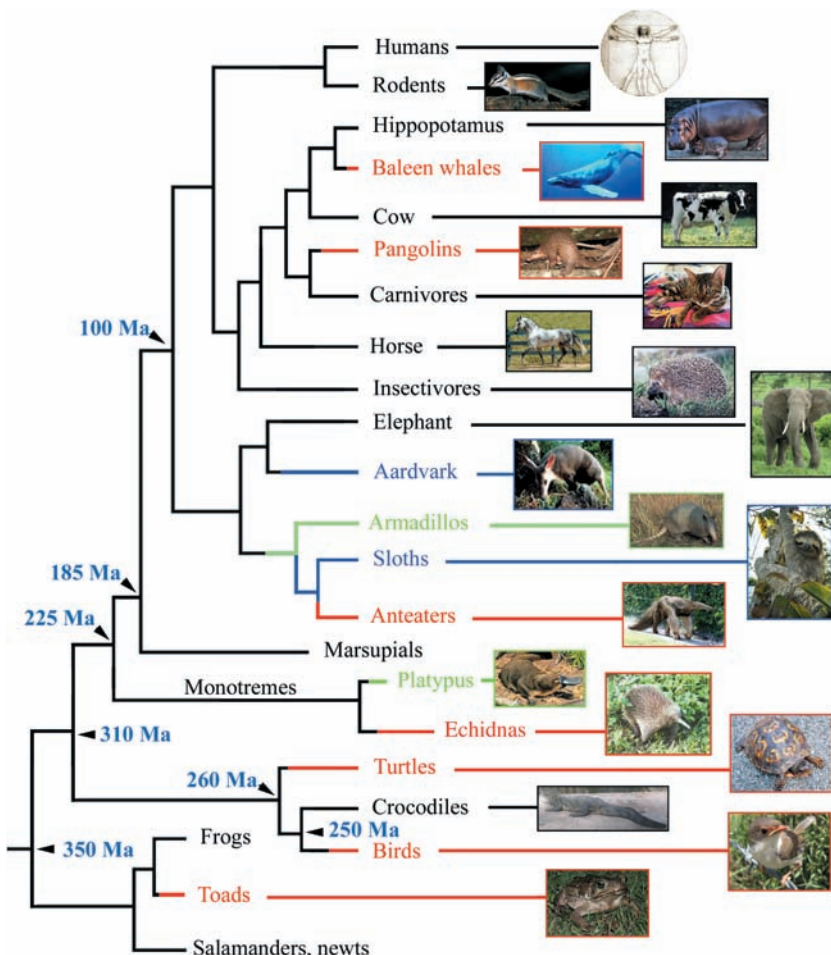 Humans
Rodents
Hippopotamus
Baleen whales
Cow
Pangolins
Carnivores
100 Ma
Horse
Insectivores
Elephant
Aardvark
Armadillos
185 Ma
Sloths
225 Ma
Anteaters
Marsupials
Monotremes
Platypus
Echidnas
310 Ma
Turtles
260 Ma
Crocodiles
250 Ma
Frogs
350 Ma
Birds
Toads
Salamanders, newts